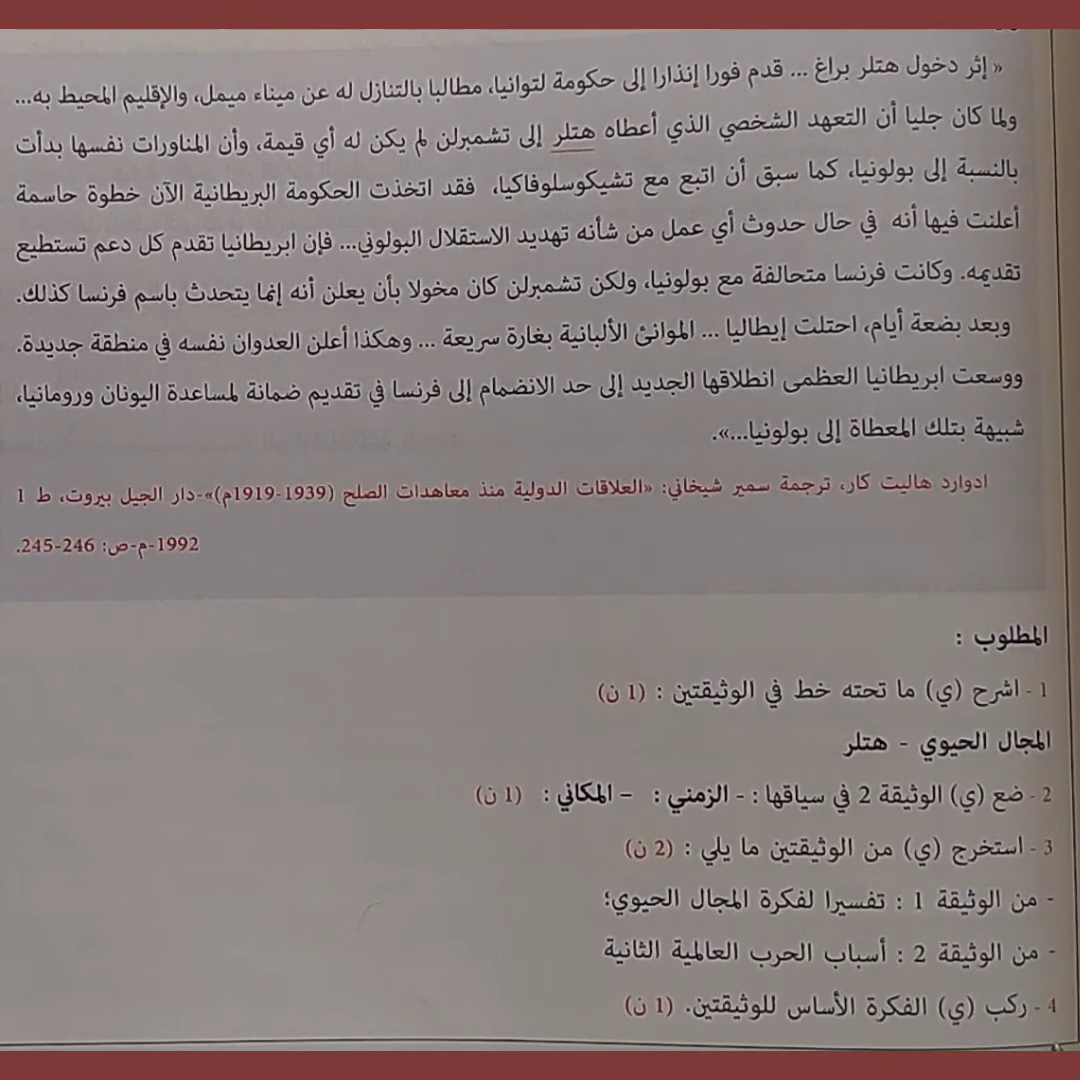 « إثر دخول هتلر براغ ... قدم فورا إنذارا إلى حكومة لتوانيا، مطالبا بالتنازل له عن ميناء ميمل، والإقليم المحيط به...
ولما كان جليا أن التعهد الشخصي الذي أعطاه هتلر إلى تشمبرلن لم يكن له أي قيمة، وأن المناورات نفسها بدأت
بالنسبة إلى بولونيا، كما سبق أن اتبع مع تشيكوسلوفاكيا، فقد اتخذت الحكومة البريطانية الآن خطوة حاسمة
أعلنت فيها أنه في حال حدوث أي عمل من شأنه تهديد الاستقلال البولوني... فإن ابريطانيا تقدم كل دعم تستطيع
تقديمه. وكانت فرنسا متحالفة مع بولونيا، ولكن تشمبرلن كان مخولا بأن يعلن أنه إنما يتحدث باسم فرنسا كذلك.
وبعد بضعة أيام، احتلت إيطاليا ... الموانئ الألبانية بغارة سريعة ... وهكذا أعلن العدوان نفسه في منطقة جديدة.
ووسعت ابريطانيا العظمى انطلاقها الجديد إلى حد الانضمام إلى فرنسا في تقديم ضمانة لمساعدة اليونان ورومانيا،
شبيهة بتلك المعطاة إلى بولونيا...».
ادوارد هاليت كار، ترجمة سمير شيخاني: «العلاقات الدولية منذ معاهدات الصلح (1939-1919م)»-دار الجيل بيروت، ط 1
1992-م-ص: 246-245.
المطلوب :
1 - اشرح (ي) ما تحته خط في الوثيقتين : (1 ن)
المجال الحيوي - هتلر
2 - ضع (ي) الوثيقة 2 في سياقها : - الزمني : – المكاني : (1 ن)
3 - استخرج (ي) من الوثيقتين ما يلي : (2 ن)
- من الوثيقة 1 : تفسيرا لفكرة المجال الحيوي؛
- من الوثيقة 2 : أسباب الحرب العالمية الثانية
4 - ركب (ي) الفكرة الأساس للوثيقتين. (1 ن)